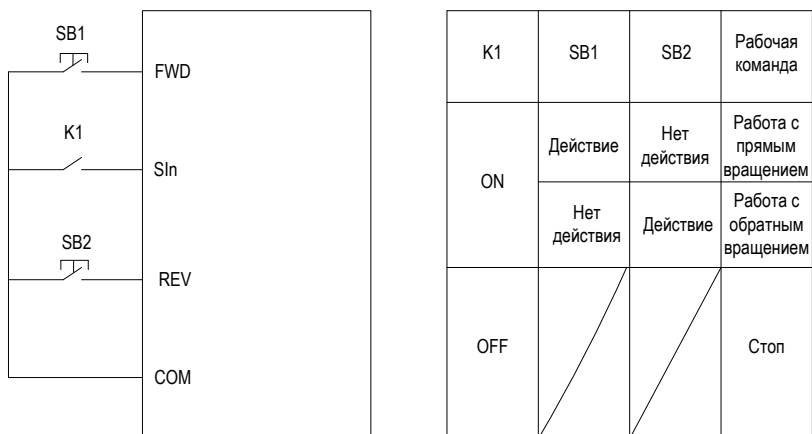 SB1
FWD
K1
SIn
SB2
REV
COM
K1
SB1
SB2
Рабочая
команда
ON
Действие
Нет
действия
Работа с
прямым
вращением
Нет
действия
Действие
Работа с
обратным
вращением
OFF
Стоп